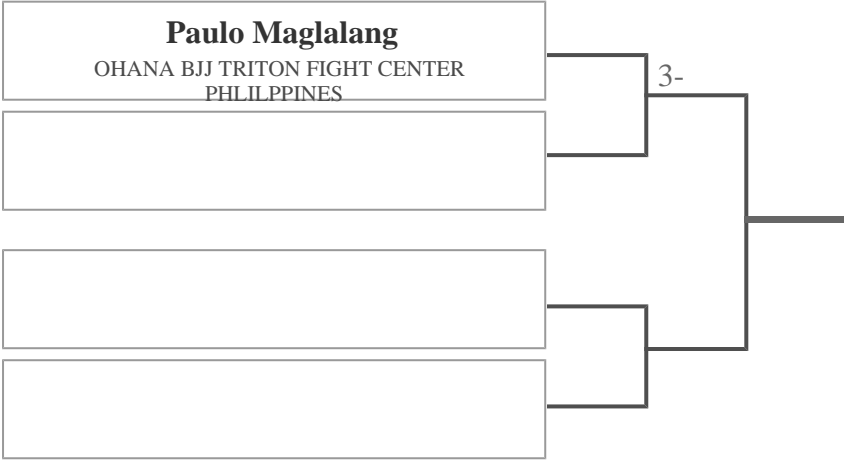 Paulo Maglalang
OHANA BJJ TRITON FIGHT CENTER
PHLILPPINES
3-